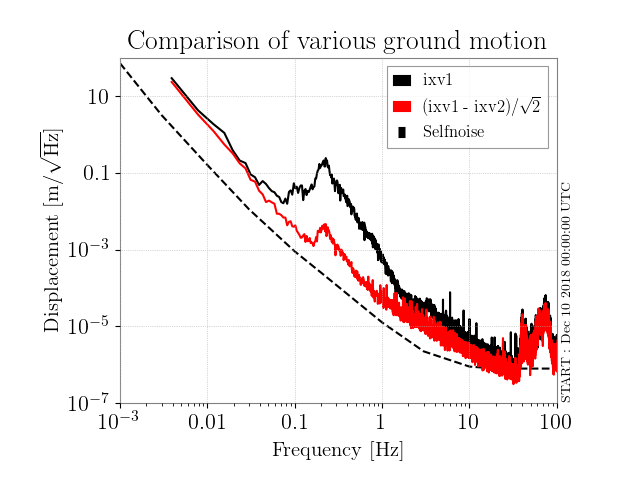 Comparison of various ground motion
ixv1
(ixv1 - ixv2)/√2
Selfnoise
Displacement [m/√Hz]
10
0.1
10⁻³
10⁻⁵
10⁻⁷
10⁻³
0.01
0.1
1
10
100
Frequency [Hz]
START : Dec 10 2018 00:00:00 UTC